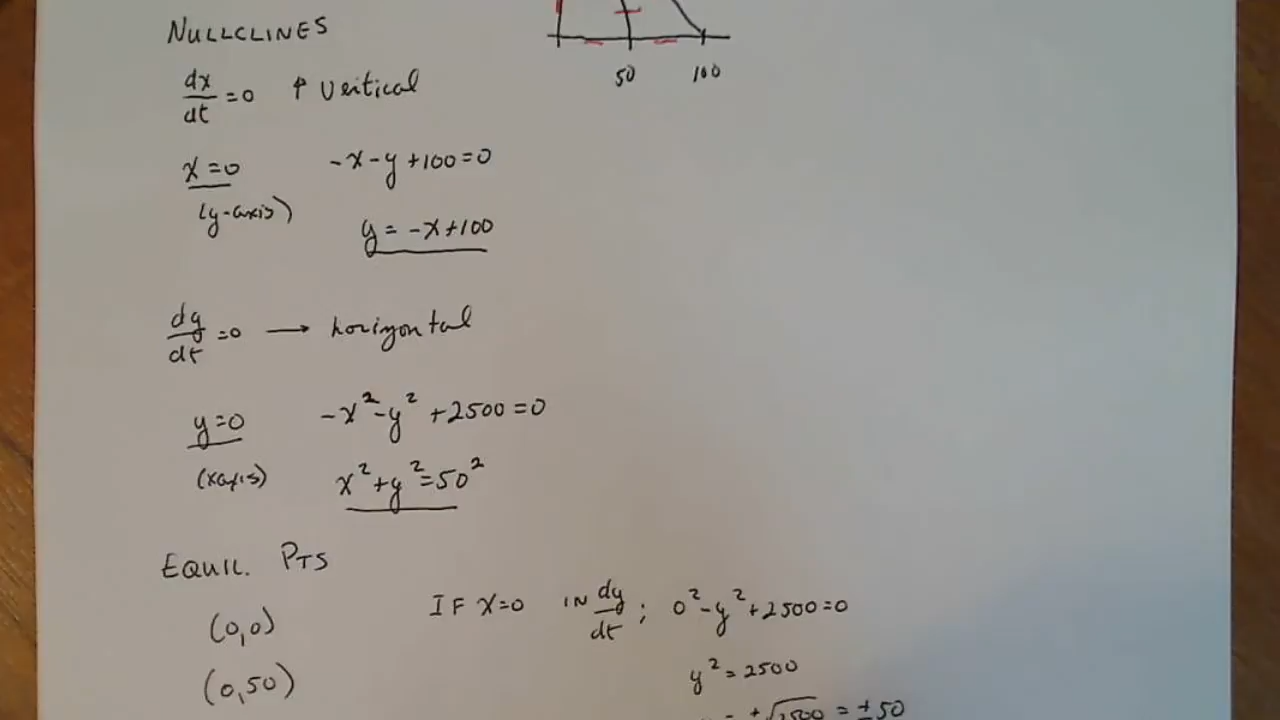 NULLCLINES
50 100
dx/dt = 0 ↑ Vertical
x = 0 -x - y + 100 = 0
(y-axis)
y = -x + 100
dy/dt = 0 → horizontal
y = 0 -x² - y² + 2500 = 0
(x axis) x² + y² = 50²
EQUIL. PTS
(0,0) IF X=0 IN dy/dt ; 0² - y² + 2500 = 0
(0,50) y² = 2500
= ±√2500 = ±50